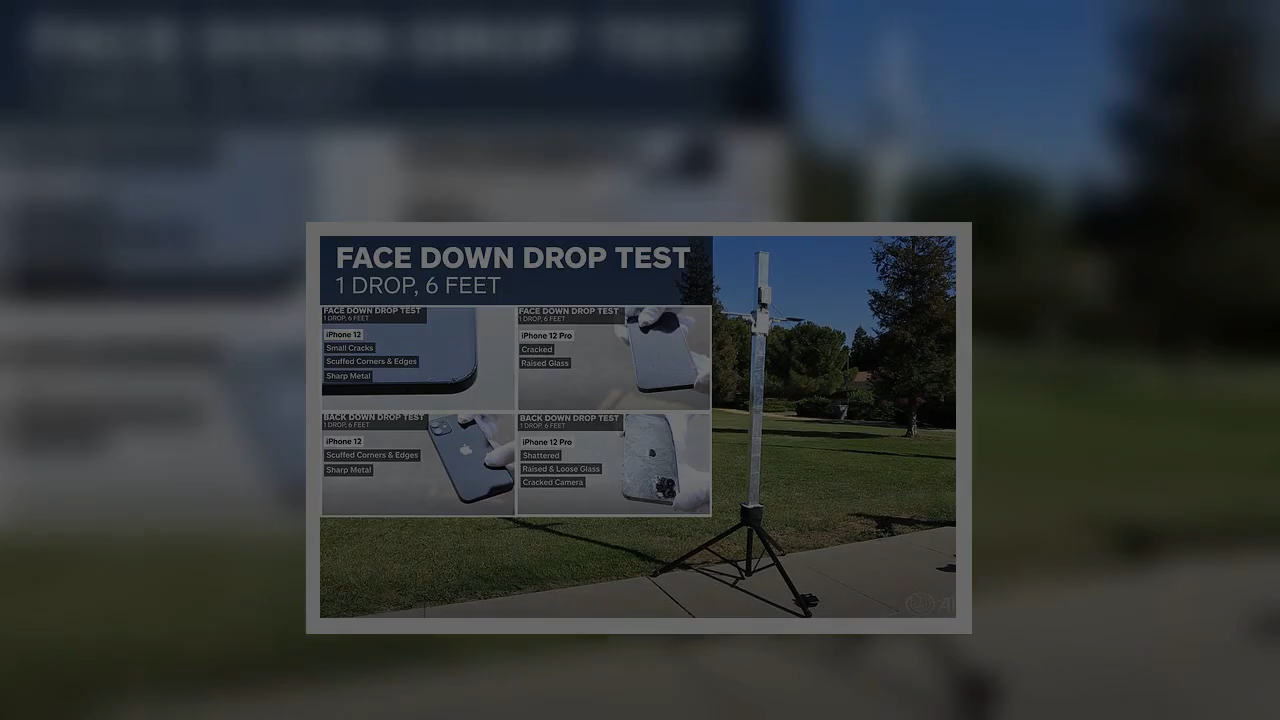 FACE DOWN DROP TEST
1 DROP, 6 FEET
FACE DOWN DROP TEST
1 DROP, 6 FEET
iPhone 12
Small Cracks
Scuffed Corners & Edges
Sharp Metal
FACE DOWN DROP TEST
1 DROP, 6 FEET
iPhone 12 Pro
Cracked
Raised Glass
BACK DOWN DROP TEST
1 DROP, 6 FEET
iPhone 12
Scuffed Corners & Edges
Sharp Metal
BACK DOWN DROP TEST
1 DROP, 6 FEET
iPhone 12 Pro
Shattered
Raised & Loose Glass
Cracked Camera